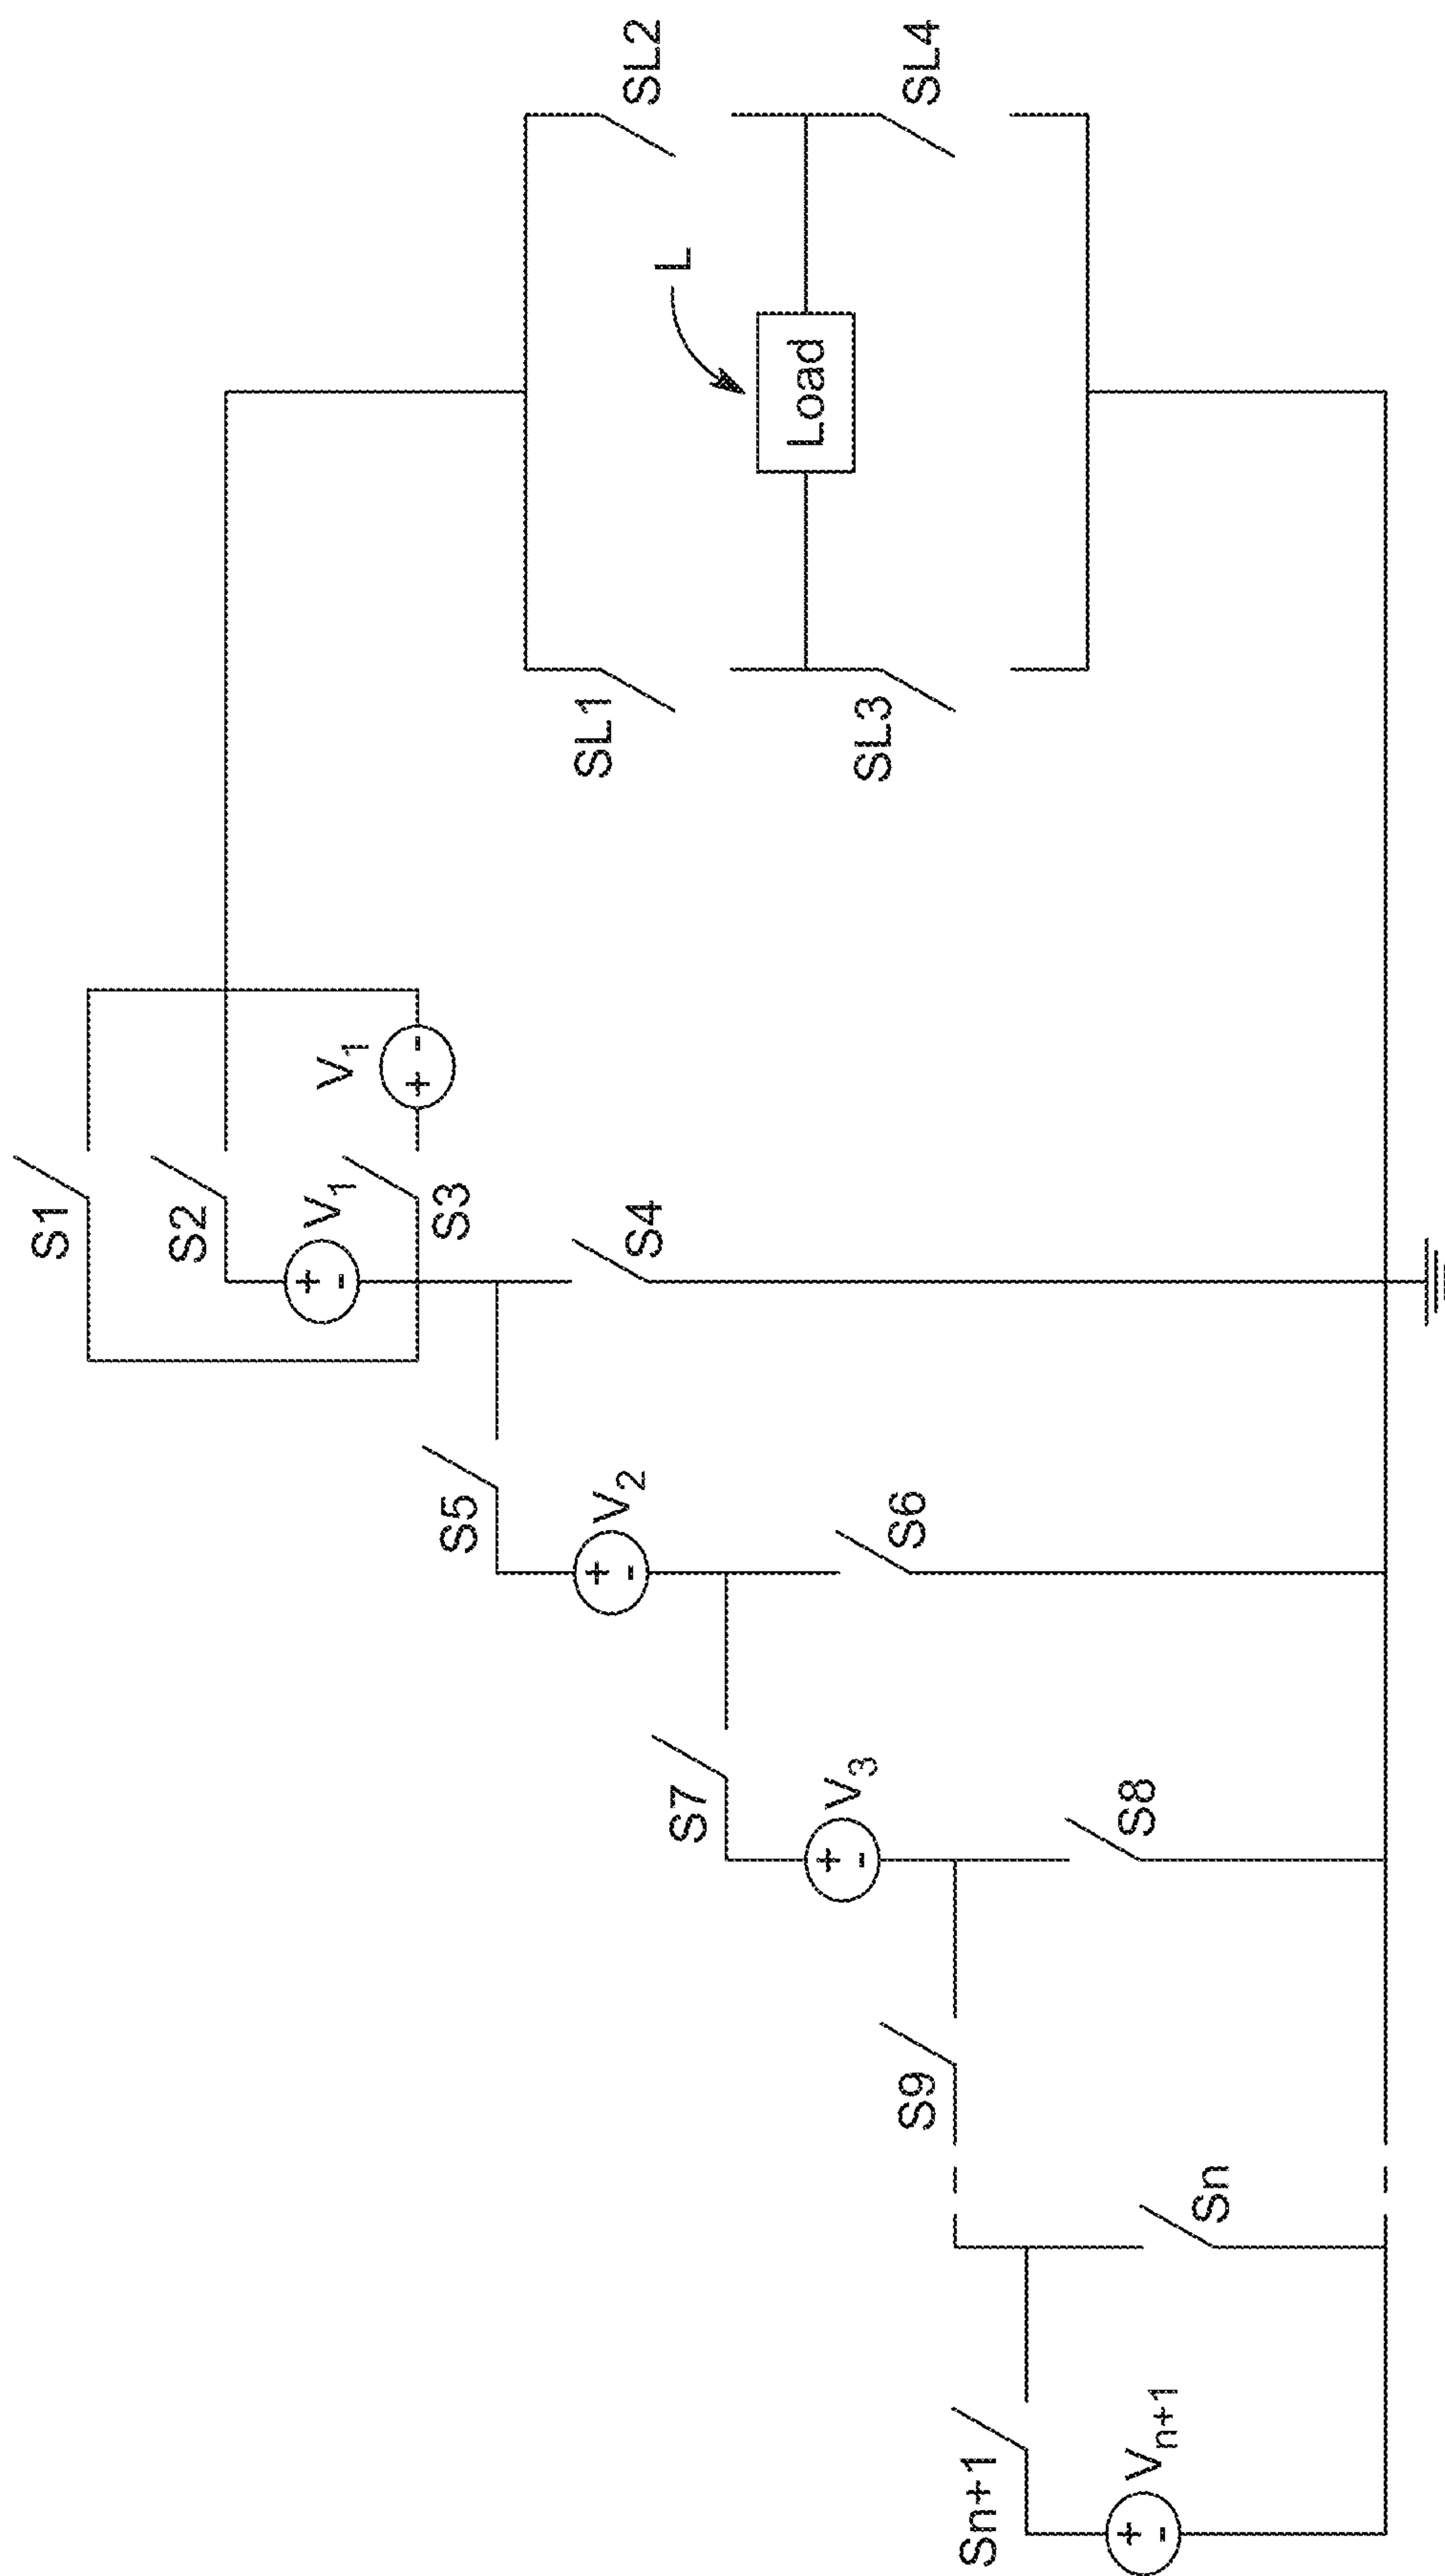 S1
S2
V1
S3
V1
S4
S5
V2
S6
S7
V3
S8
S9
Sn
Sn+1
Vn+1
SL1
SL2
L
Load
SL3
SL4
+
-
+ -
+
-
+
-
+
-